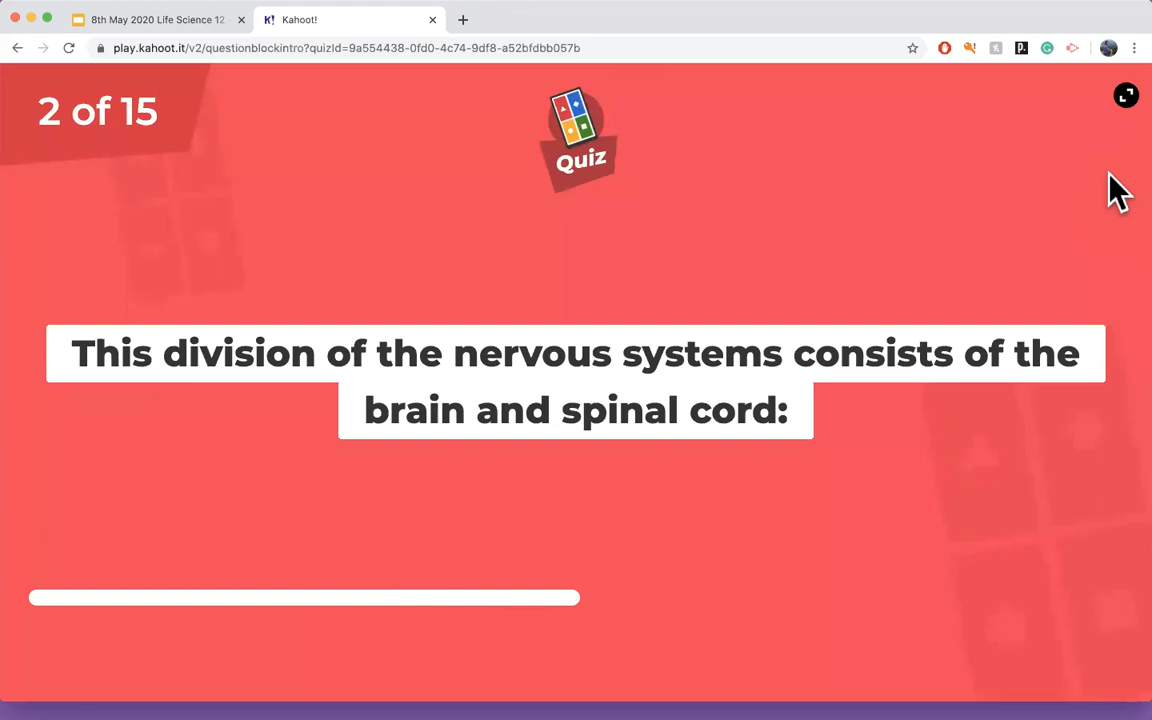 8th May 2020 Life Science 12
Kahoot!
play.kahoot.it/v2/questionblockintro?quizId=9a554438-0fd0-4c74-9df8-a52bfdbb057b
2 of 15
Quiz
This division of the nervous systems consists of the
brain and spinal cord: